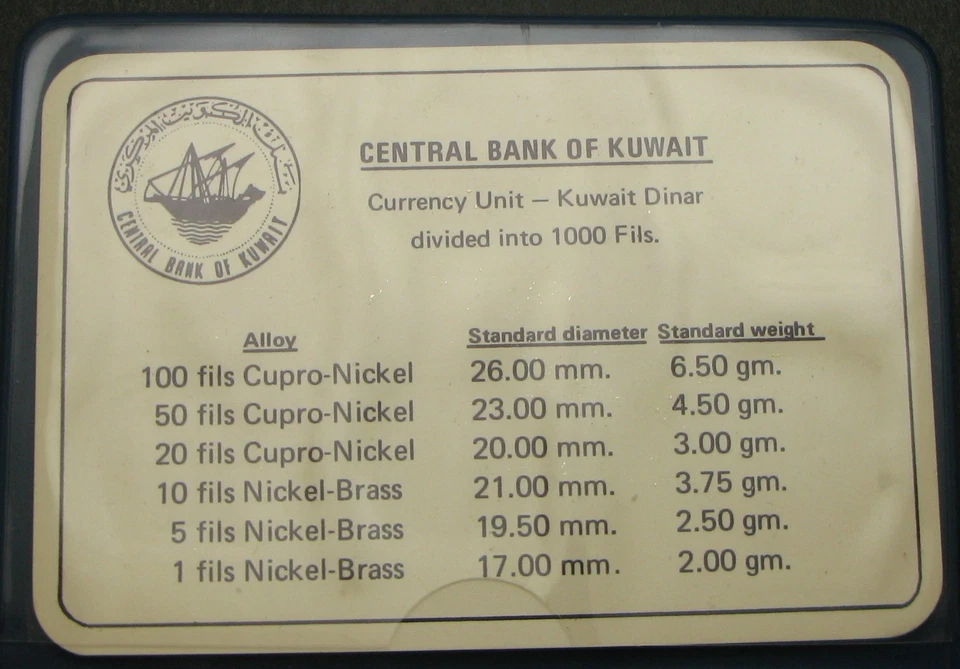 بنك الكويت المركزي
CENTRAL BANK OF KUWAIT
CENTRAL BANK OF KUWAIT
Currency Unit — Kuwait Dinar
divided into 1000 Fils.
Alloy Standard diameter Standard weight
100 fils Cupro-Nickel 26.00 mm. 6.50 gm.
50 fils Cupro-Nickel 23.00 mm. 4.50 gm.
20 fils Cupro-Nickel 20.00 mm. 3.00 gm.
10 fils Nickel-Brass 21.00 mm. 3.75 gm.
5 fils Nickel-Brass 19.50 mm. 2.50 gm.
1 fils Nickel-Brass 17.00 mm. 2.00 gm.